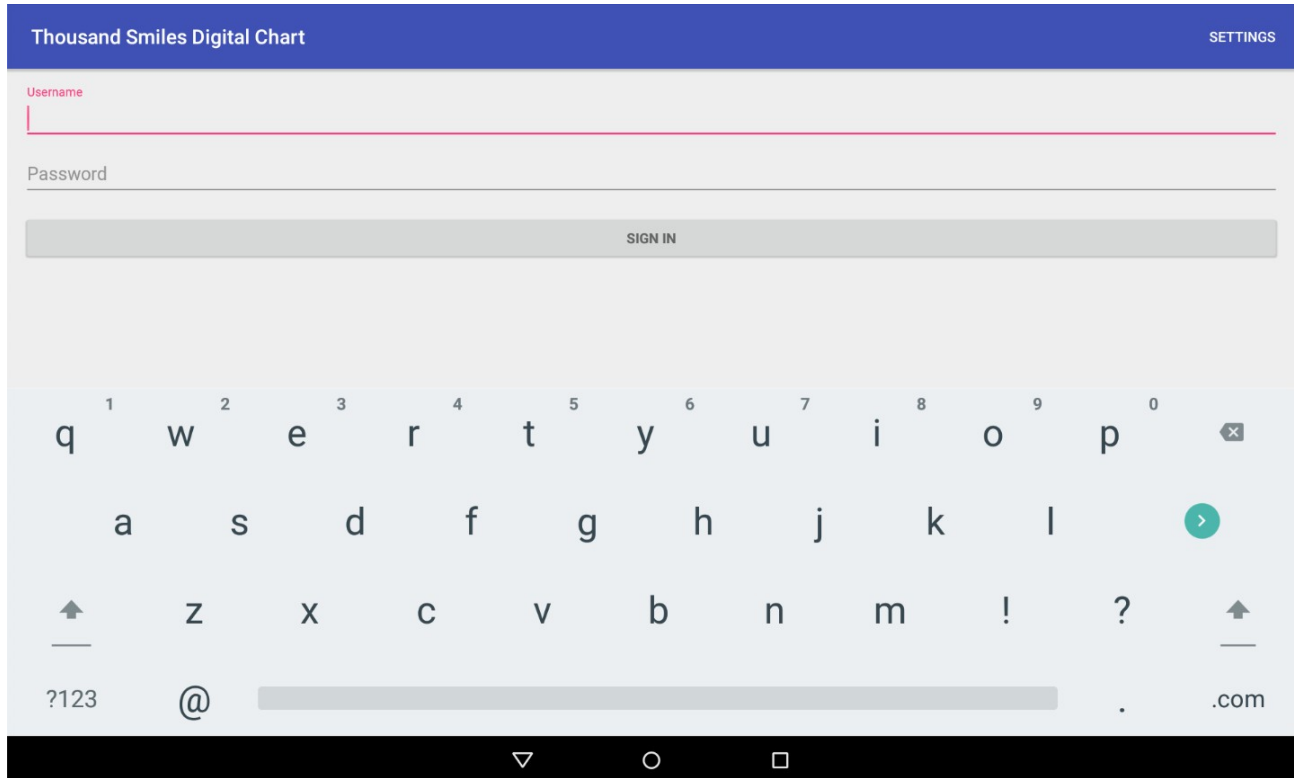 Thousand Smiles Digital Chart SETTINGS
Username
Password
SIGN IN
1 2 3 4 5 6 7 8 9 0
q w e r t y u i o p
a s d f g h j k l
z x c v b n m ! ?
?123 @ . .com